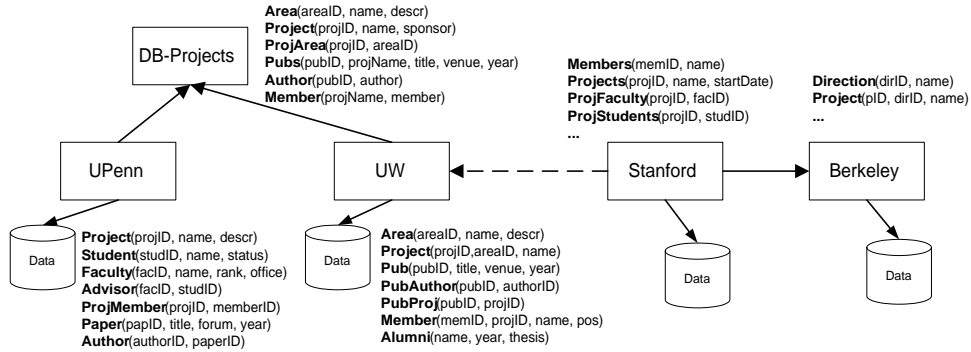 Area(areaID, name, descr)
Project(projID, name, sponsor)
ProjArea(projID, areaID)
Pubs(pubID, projName, title, venue, year)
Author(pubID, author)
Member(projName, member)
DB-Projects
Members(memID, name)
Projects(projID, name, startDate)
ProjFaculty(projID, facID)
ProjStudents(projID, studID)
...
Direction(dirID, name)
Project(pID, dirID, name)
...
UPenn
UW
Stanford
Berkeley
Data
Project(projID, name, descr)
Student(studID, name, status)
Faculty(facID, name, rank, office)
Advisor(facID, studID)
ProjMember(projID, memberID)
Paper(papID, title, forum, year)
Author(authorID, paperID)
Data
Area(areaID, name, descr)
Project(projID,areaID, name)
Pub(pubID, title, venue, year)
PubAuthor(pubID, authorID)
PubProj(pubID, projID)
Member(memID, projID, name, pos)
Alumni(name, year, thesis)
Data
Data